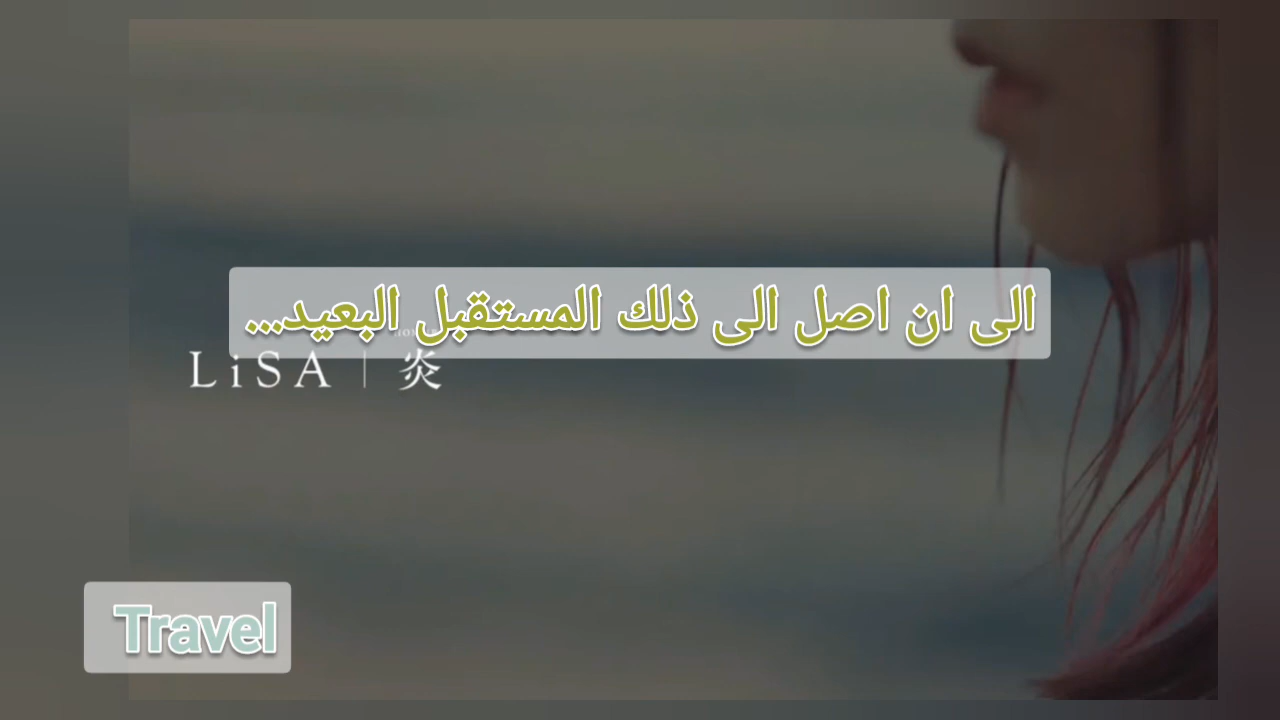 الى ان اصل الى ذلك المستقبل البعيد...
LiSA | 炎
Travel